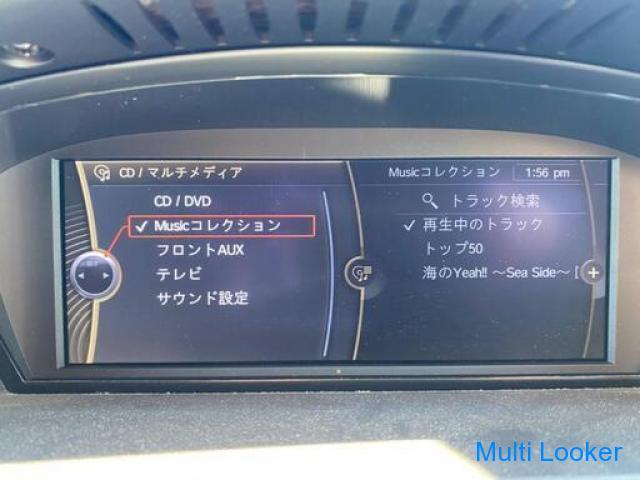 CD / マルチメディア
CD / DVD
Musicコレクション
フロントAUX
テレビ
サウンド設定
Musicコレクション 1:56 pm
トラック検索
再生中のトラック
トップ50
海のYeah!! ～Sea Side～ [
Multi Looker